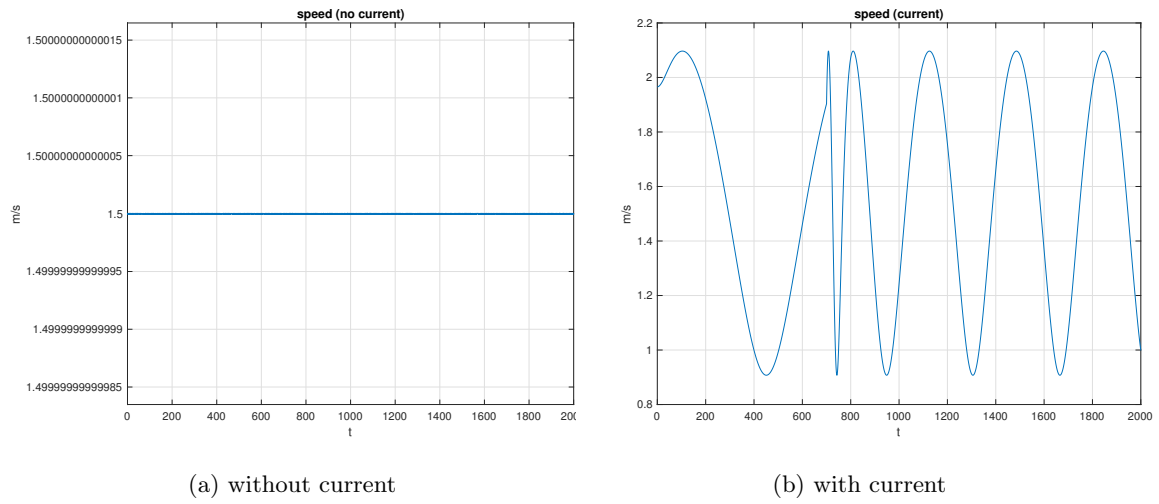 speed (no current)
1.50000000000015
1.5000000000001
1.50000000000005
1.5
1.49999999999995
1.4999999999999
1.49999999999985
m/s
0 200 400 600 800 1000 1200 1400 1600 1800 2000
t
(a) without current
speed (current)
2.2
2
1.8
1.6
1.4
1.2
1
0.8
m/s
0 200 400 600 800 1000 1200 1400 1600 1800 2000
t
(b) with current